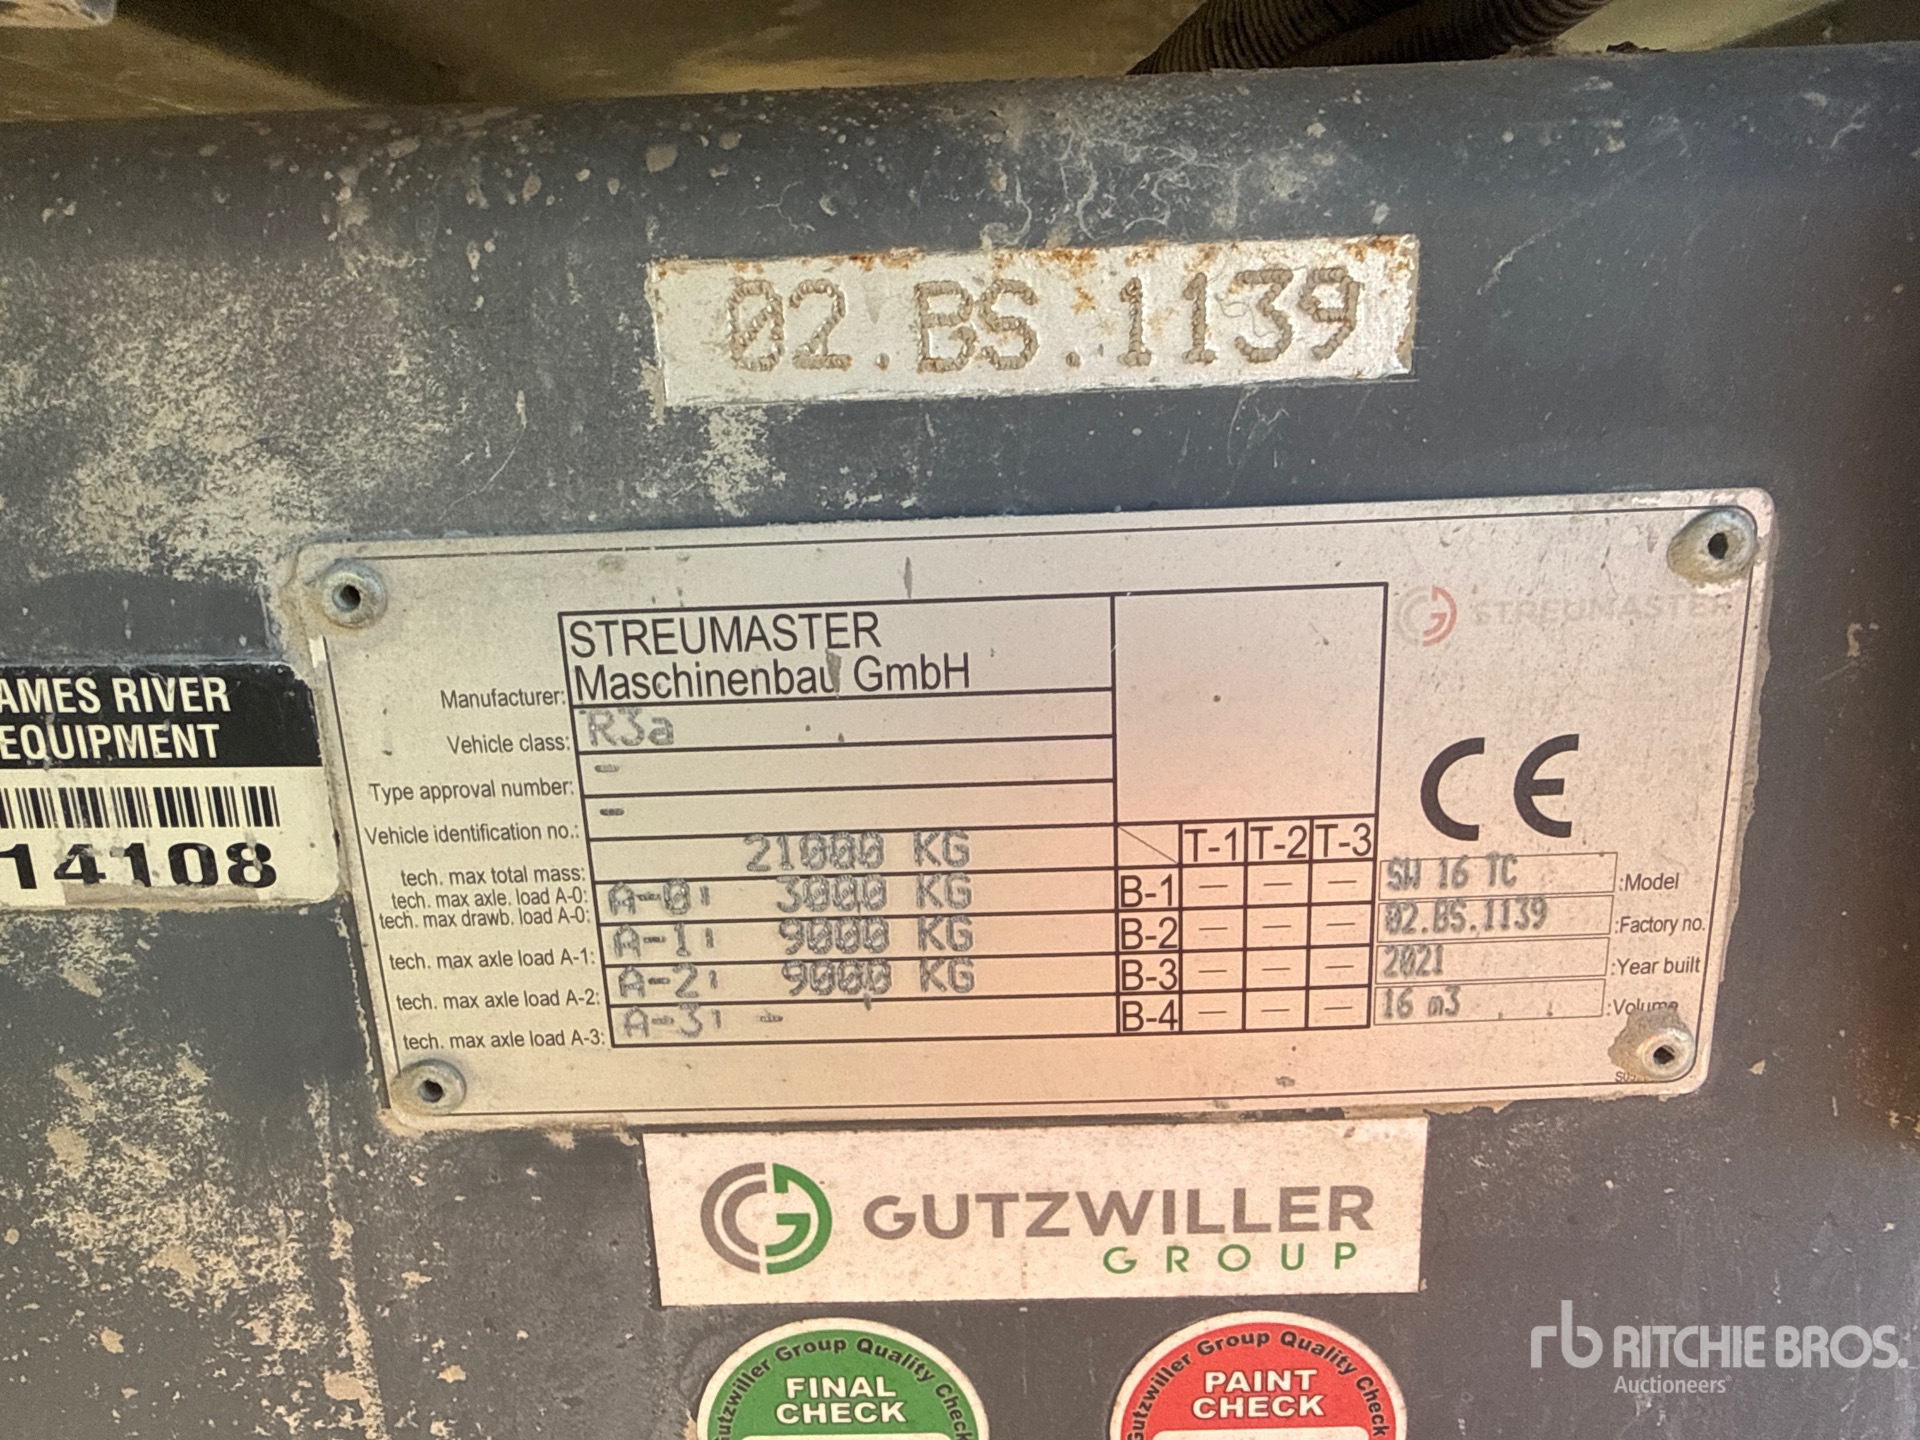 02.BS.1139
STREUMASTER
AMES RIVER
EQUIPMENT
14108
Manufacturer: STREUMASTER
Maschinenbau GmbH
Vehicle class: R3a
Type approval number: -
Vehicle identification no.: -
tech. max total mass: 21000 KG
tech. max axle. load A-0:
tech. max drawb. load A-0: A-0: 3000 KG
tech. max axle load A-1: A-1: 9000 KG
tech. max axle load A-2: A-2: 9000 KG
tech. max axle load A-3: A-3: -
T-1 T-2 T-3
B-1 — — —
B-2 — — —
B-3 — — —
B-4 — — —
CE
SW 16 TC :Model
02.BS.1139 :Factory no.
2021 :Year built
16 m3 :Volume
GUTZWILLER
GROUP
Gutzwiller Group Quality Check
FINAL
CHECK
Gutzwiller Group Quality Check
PAINT
CHECK
rb RITCHIE BROS.
Auctioneers